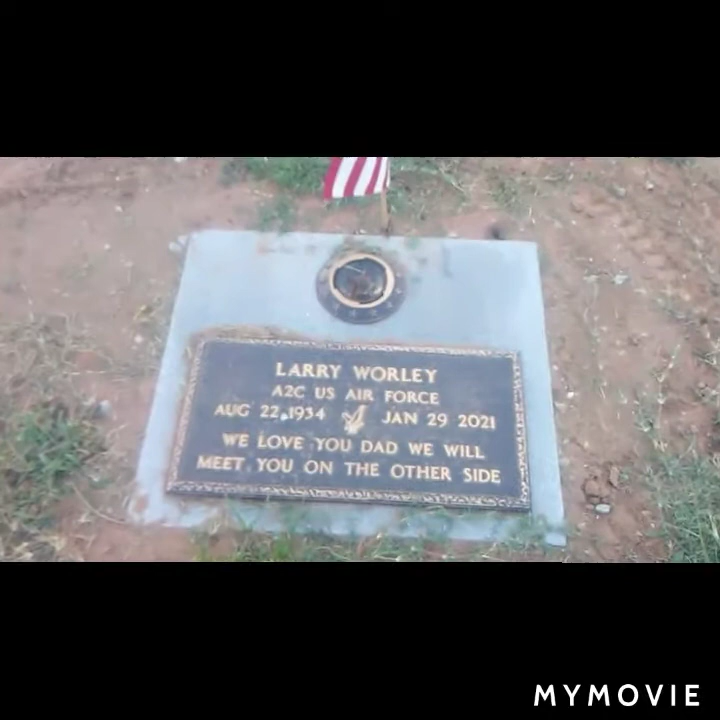 LARRY WORLEY
A2C US AIR FORCE
AUG 22 1934 JAN 29 2021
WE LOVE YOU DAD WE WILL
MEET YOU ON THE OTHER SIDE
MYMOVIE